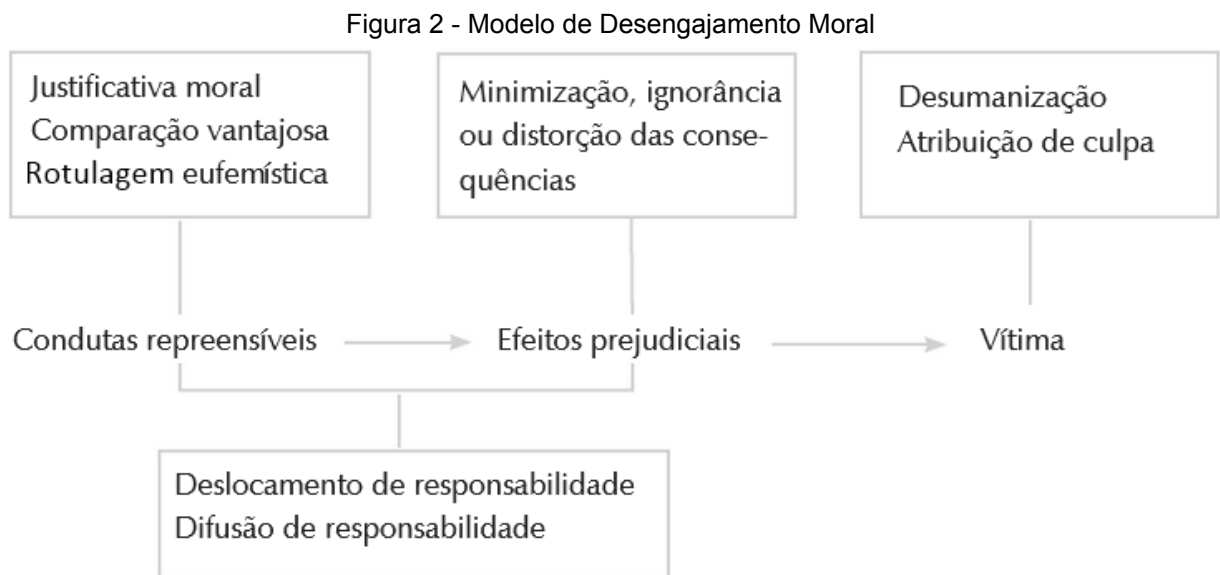 Figura 2 - Modelo de Desengajamento Moral
Justificativa moral
Comparação vantajosa
Rotulagem eufemística
Minimização, ignorância
ou distorção das conse-
quências
Desumanização
Atribuição de culpa
Condutas repreensíveis
Efeitos prejudiciais
Vítima
Deslocamento de responsabilidade
Difusão de responsabilidade